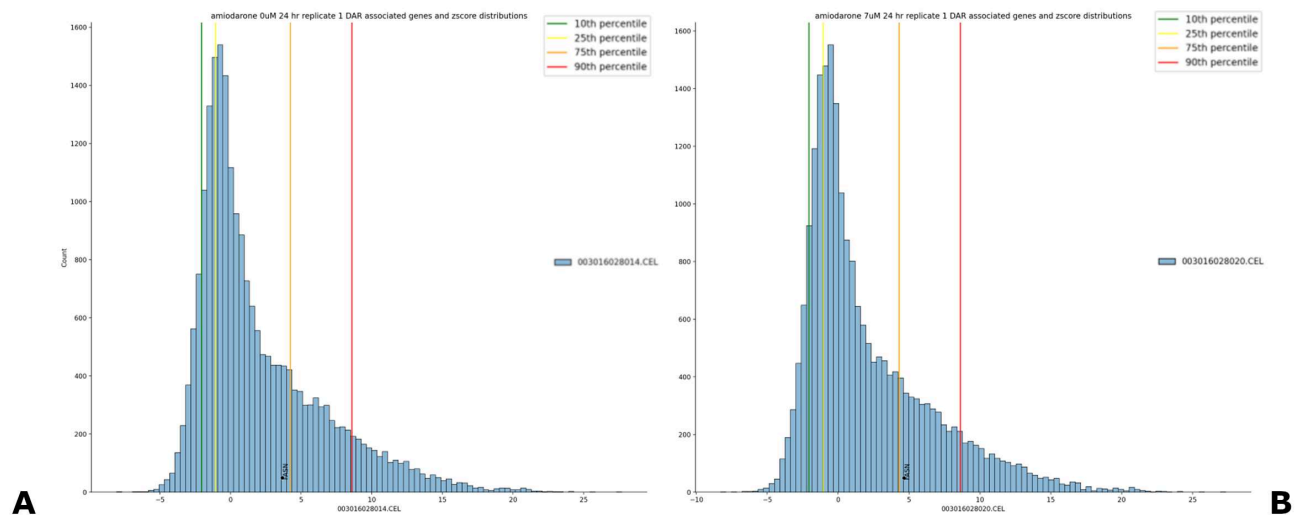 amiodarone 0uM 24 hr replicate 1 DAR associated genes and zscore distributions
1600
1400
1200
1000
800
600
400
200
0
Count
−5
0
5
10
15
20
25
003016028014.CEL
10th percentile
25th percentile
75th percentile
90th percentile
003016028014.CEL
FASN
A
amiodarone 7uM 24 hr replicate 1 DAR associated genes and zscore distributions
1600
1400
1200
1000
800
600
400
200
0
−10
−5
0
5
10
15
20
25
003016028020.CEL
10th percentile
25th percentile
75th percentile
90th percentile
003016028020.CEL
FASN
B